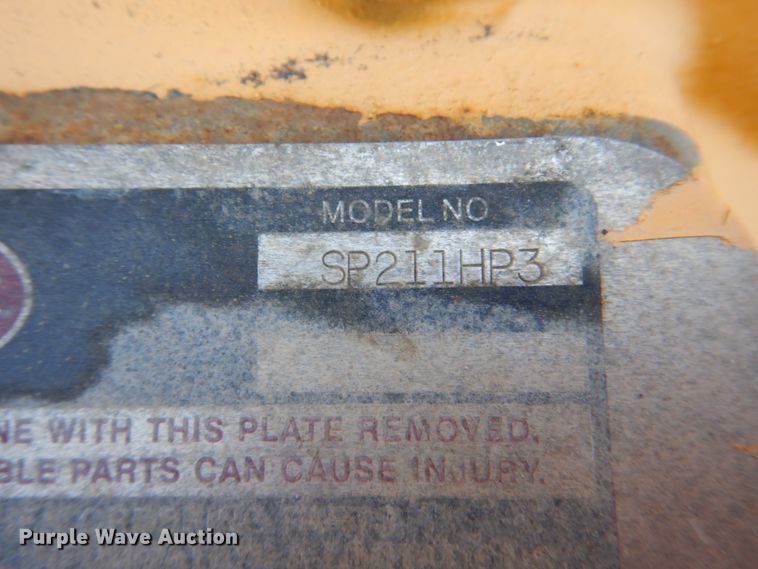 MODEL NO
SP211HP3
NE WITH THIS PLATE REMOVED.
BLE PARTS CAN CAUSE INJURY.
Purple Wave Auction